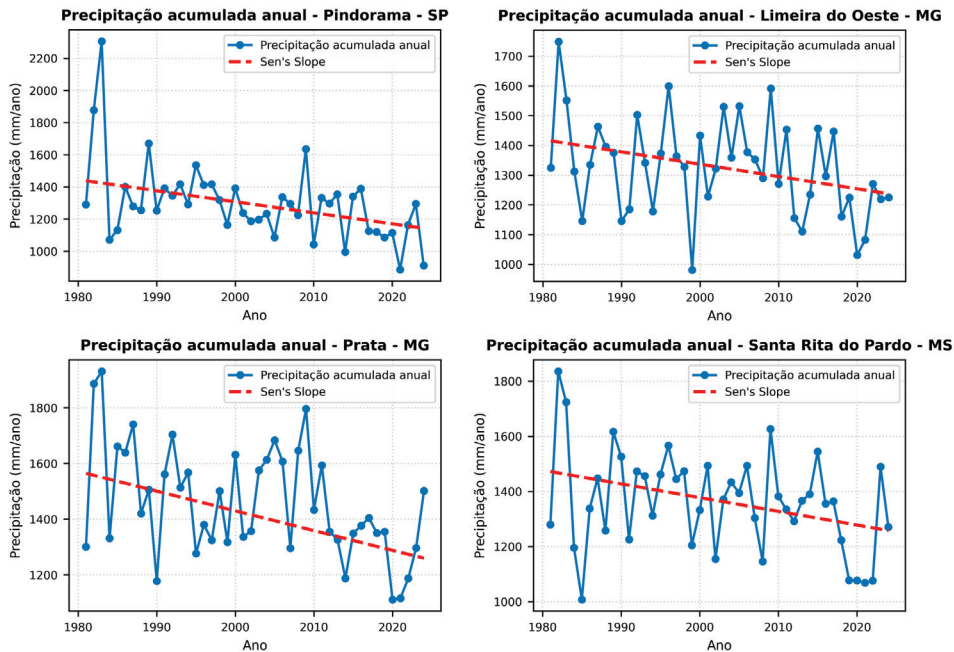 Precipitação acumulada anual - Pindorama - SP
Precipitação (mm/ano)
2200
2000
1800
1600
1400
1200
1000
Precipitação acumulada anual
Sen's Slope
1980 1990 2000 2010 2020
Ano
Precipitação acumulada anual - Limeira do Oeste - MG
Precipitação (mm/ano)
1700
1600
1500
1400
1300
1200
1100
1000
Precipitação acumulada anual
Sen's Slope
1980 1990 2000 2010 2020
Ano
Precipitação acumulada anual - Prata - MG
Precipitação (mm/ano)
1800
1600
1400
1200
Precipitação acumulada anual
Sen's Slope
1980 1990 2000 2010 2020
Ano
Precipitação acumulada anual - Santa Rita do Pardo - MS
Precipitação (mm/ano)
1800
1600
1400
1200
1000
Precipitação acumulada anual
Sen's Slope
1980 1990 2000 2010 2020
Ano